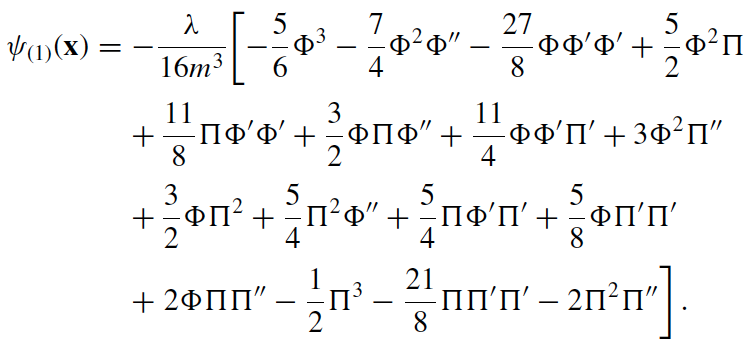 ψ₍₁₎(𝐱) = −λ/(16m³) [ −5/6 Φ³ − 7/4 Φ²Φ″ − 27/8 ΦΦ′Φ′ + 5/2 Φ²Π
+ 11/8 ΠΦ′Φ′ + 3/2 ΦΠΦ″ + 11/4 ΦΦ′Π′ + 3Φ²Π″
+ 3/2 ΦΠ² + 5/4 Π²Φ″ + 5/4 ΠΦ′Π′ + 5/8 ΦΠ′Π′
+ 2ΦΠΠ″ − 1/2 Π³ − 21/8 ΠΠ′Π′ − 2Π²Π″ ].